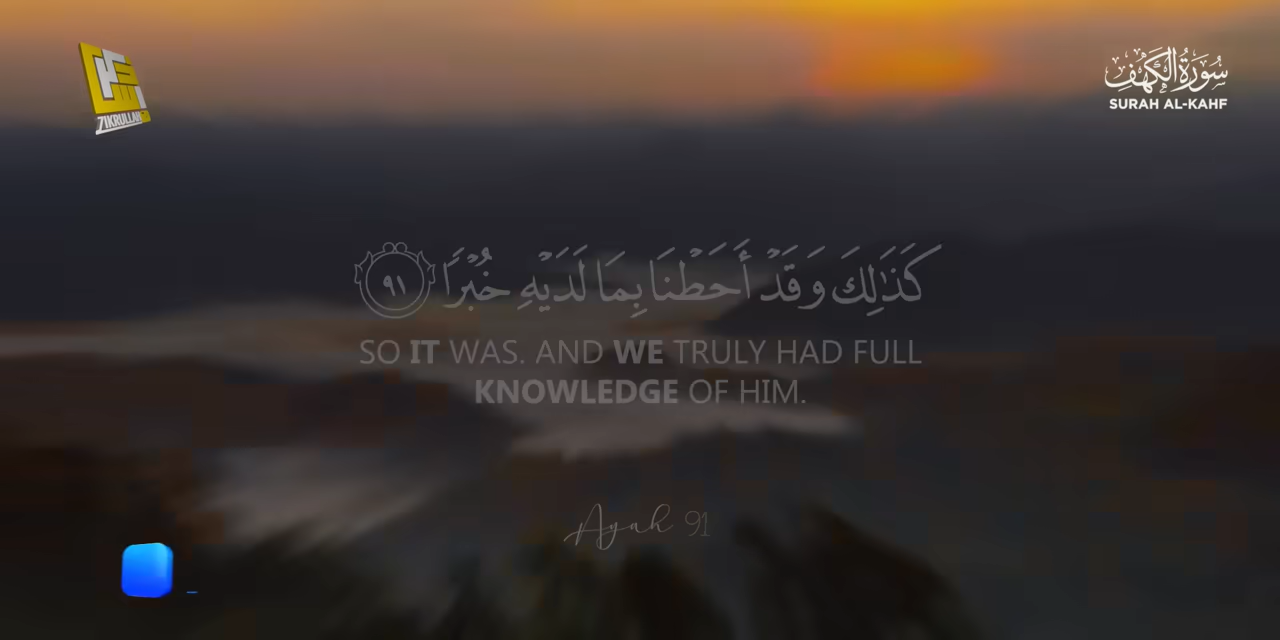 ZIKRULLAH
سُورَةُ الكَهْفِ
SURAH AL-KAHF
كَذَٰلِكَ وَقَدْ أَحَطْنَا بِمَا لَدَيْهِ خُبْرًا ٩١
SO IT WAS. AND WE TRULY HAD FULL
KNOWLEDGE OF HIM.
Ayah 91